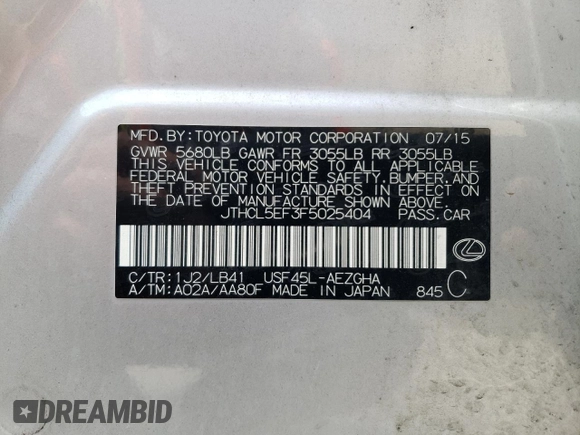 MFD. BY: TOYOTA MOTOR CORPORATION 07/15
GVWR 5680LB GAWR FR 3055LB RR 3055LB
THIS VEHICLE CONFORMS TO ALL APPLICABLE
FEDERAL MOTOR VEHICLE SAFETY, BUMPER, AND
THEFT PREVENTION STANDARDS IN EFFECT ON
THE DATE OF MANUFACTURE SHOWN ABOVE.
JTHCL5EF3F5025404 PASS. CAR
C/TR: 1J2/LB41 USF45L-AEZGHA
A/TM: A02A/AA80F MADE IN JAPAN 845 C
DREAMBID